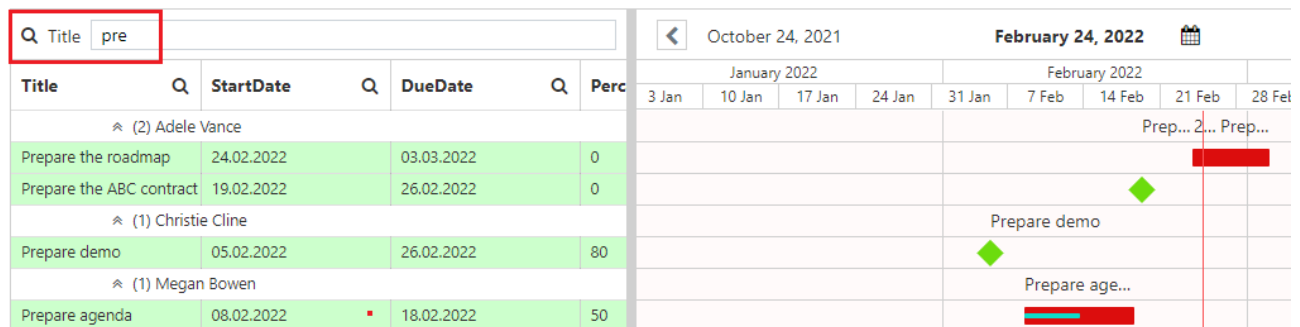 Title pre
October 24, 2021 February 24, 2022
Title StartDate DueDate Perc
January 2022 February 2022
3 Jan 10 Jan 17 Jan 24 Jan 31 Jan 7 Feb 14 Feb 21 Feb 28 Feb
(2) Adele Vance
Prep... 2... Prep...
Prepare the roadmap 24.02.2022 03.03.2022 0
Prepare the ABC contract 19.02.2022 26.02.2022 0
(1) Christie Cline
Prepare demo
Prepare demo 05.02.2022 26.02.2022 80
(1) Megan Bowen
Prepare age...
Prepare agenda 08.02.2022 18.02.2022 50